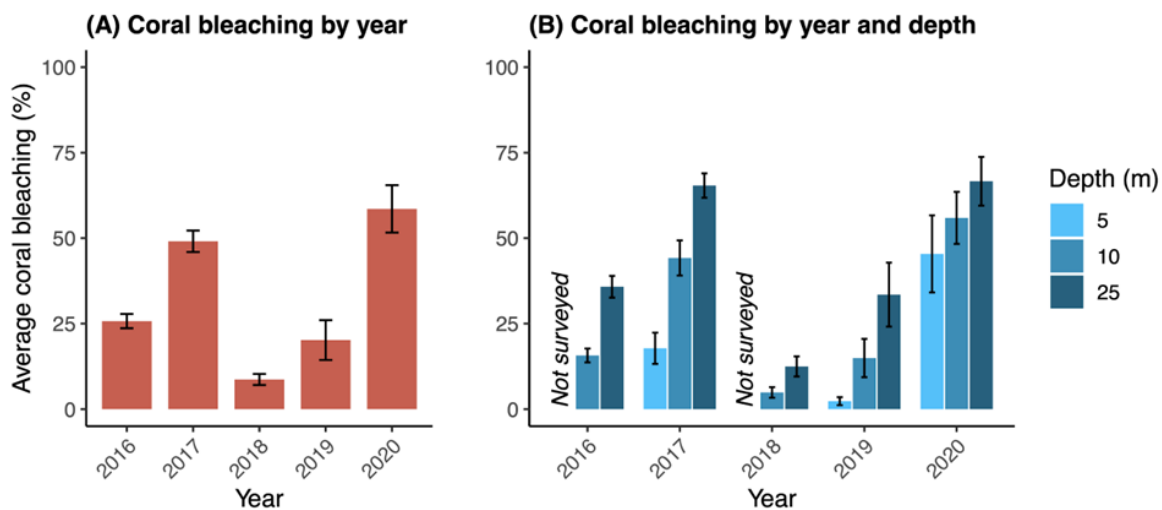 (A) Coral bleaching by year
Average coral bleaching (%)
100
75
50
25
0
2016
2017
2018
2019
2020
Year
(B) Coral bleaching by year and depth
100
75
50
25
0
Not surveyed
Not surveyed
2016
2017
2018
2019
2020
Year
Depth (m)
5
10
25